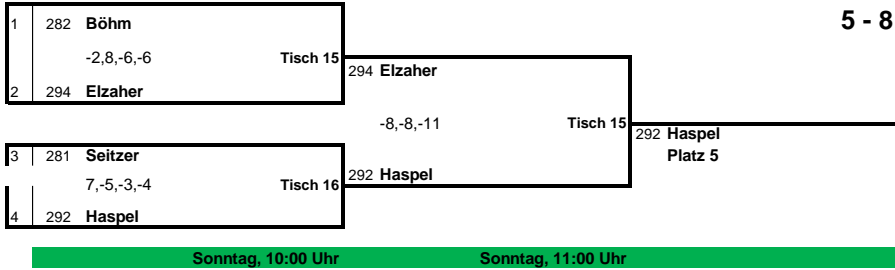 5 - 8
1 282 Böhm
-2,8,-6,-6 Tisch 15
294 Elzaher
2 294 Elzaher
-8,-8,-11 Tisch 15
292 Haspel
Platz 5
3 281 Seitzer
7,-5,-3,-4 Tisch 16
292 Haspel
4 292 Haspel
Sonntag, 10:00 Uhr Sonntag, 11:00 Uhr